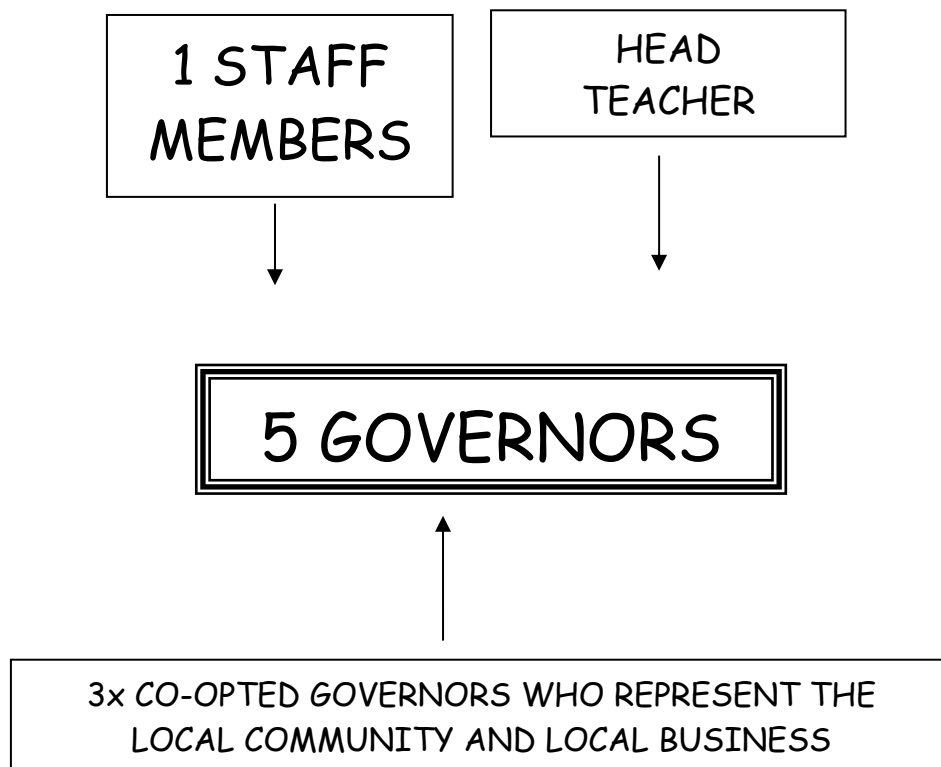 1 STAFF
MEMBERS
HEAD
TEACHER
5 GOVERNORS
3x CO-OPTED GOVERNORS WHO REPRESENT THE
LOCAL COMMUNITY AND LOCAL BUSINESS